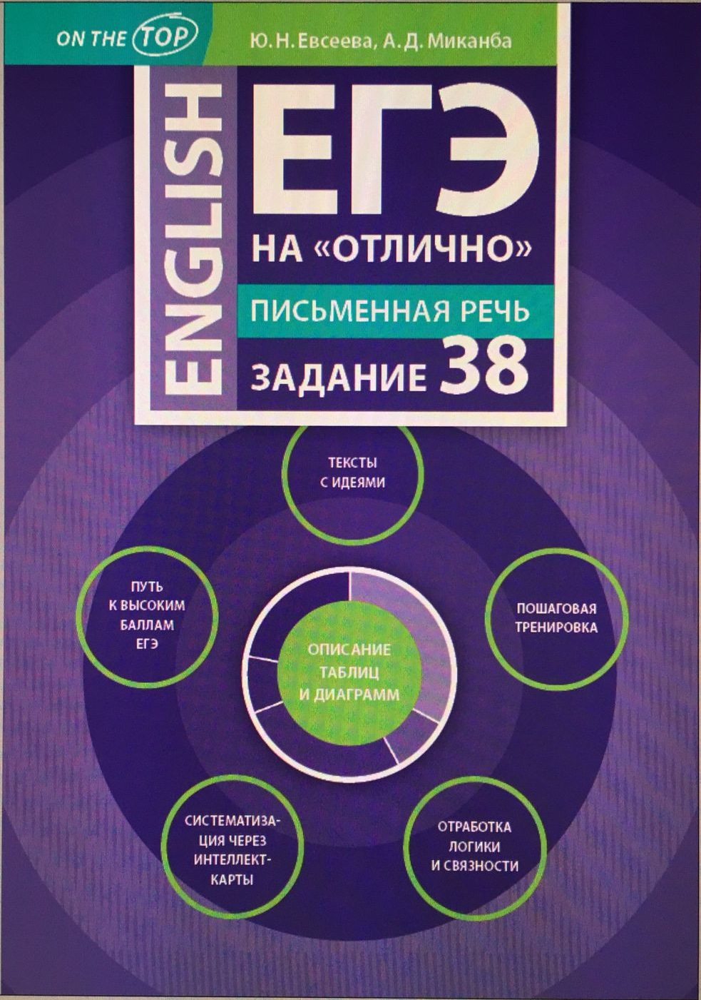 ON THE TOP
Ю. Н. Евсеева, А. Д. Миканба
ENGLISH
ЕГЭ
НА «ОТЛИЧНО»
ПИСЬМЕННАЯ РЕЧЬ
ЗАДАНИЕ 38
ТЕКСТЫ
С ИДЕЯМИ
ПУТЬ
К ВЫСОКИМ
БАЛЛАМ
ЕГЭ
ПОШАГОВАЯ
ТРЕНИРОВКА
ОПИСАНИЕ
ТАБЛИЦ
И ДИАГРАММ
СИСТЕМАТИЗА-
ЦИЯ ЧЕРЕЗ
ИНТЕЛЛЕКТ-
КАРТЫ
ОТРАБОТКА
ЛОГИКИ
И СВЯЗНОСТИ